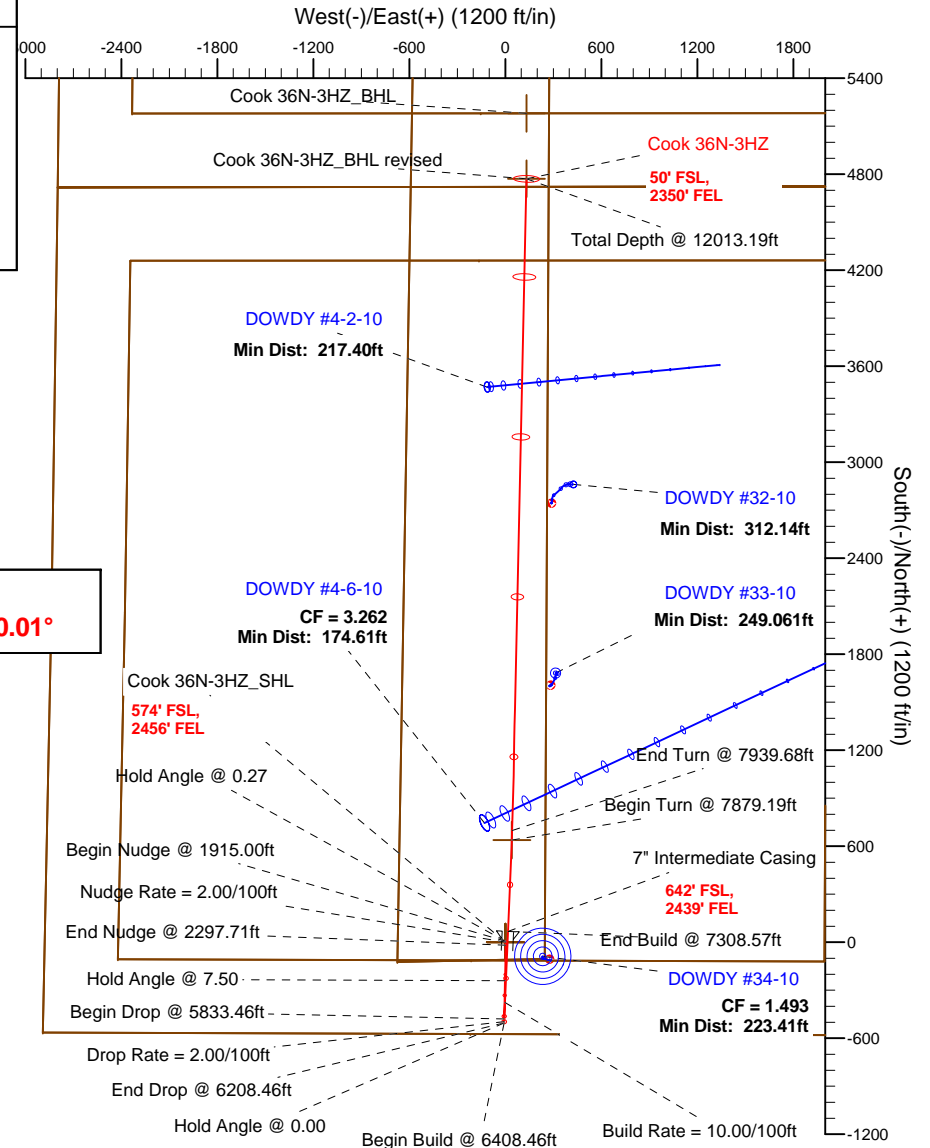 West(-)/East(+) (1200 ft/in)
-2400
-1800
-1200
-600
0
600
1200
1800
5400
4800
4200
3600
3000
2400
1800
1200
600
0
-600
-1200
South(-)/North(+) (1200 ft/in)
Cook 36N-3HZ_BHL
Cook 36N-3HZ_BHL revised
Cook 36N-3HZ
50' FSL,
2350' FEL
Total Depth @ 12013.19ft
DOWDY #4-2-10
Min Dist: 217.40ft
DOWDY #32-10
Min Dist: 312.14ft
DOWDY #4-6-10
CF = 3.262
Min Dist: 174.61ft
DOWDY #33-10
Min Dist: 249.061ft
0.01°
Cook 36N-3HZ_SHL
574' FSL,
2456' FEL
Hold Angle @ 0.27
Begin Nudge @ 1915.00ft
Nudge Rate = 2.00/100ft
End Nudge @ 2297.71ft
Hold Angle @ 7.50
Begin Drop @ 5833.46ft
Drop Rate = 2.00/100ft
End Drop @ 6208.46ft
Hold Angle @ 0.00
Begin Build @ 6408.46ft
End Turn @ 7939.68ft
Begin Turn @ 7879.19ft
7" Intermediate Casing
642' FSL,
2439' FEL
End Build @ 7308.57ft
DOWDY #34-10
CF = 1.493
Min Dist: 223.41ft
Build Rate = 10.00/100ft